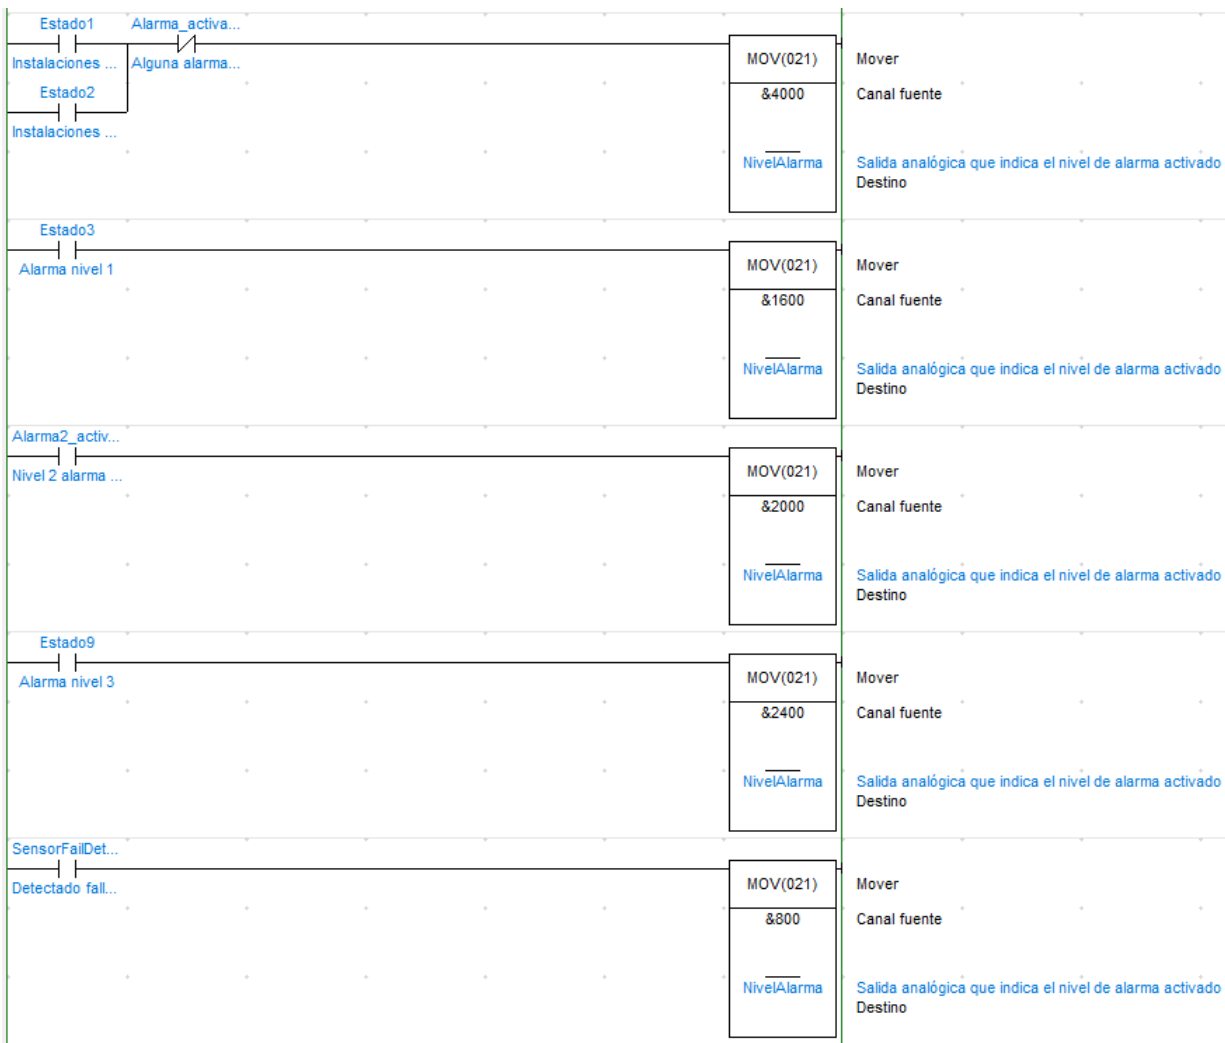 Estado1 Alarma_activa...
Instalaciones ... Alguna alarma... MOV(021) Mover
Estado2 &4000 Canal fuente
Instalaciones ...
NivelAlarma Salida analógica que indica el nivel de alarma activado
Destino
Estado3
Alarma nivel 1 MOV(021) Mover
&1600 Canal fuente
NivelAlarma Salida analógica que indica el nivel de alarma activado
Destino
Alarma2_activ...
Nivel 2 alarma ... MOV(021) Mover
&2000 Canal fuente
NivelAlarma Salida analógica que indica el nivel de alarma activado
Destino
Estado9
Alarma nivel 3 MOV(021) Mover
&2400 Canal fuente
NivelAlarma Salida analógica que indica el nivel de alarma activado
Destino
SensorFailDet...
Detectado fall... MOV(021) Mover
&800 Canal fuente
NivelAlarma Salida analógica que indica el nivel de alarma activado
Destino